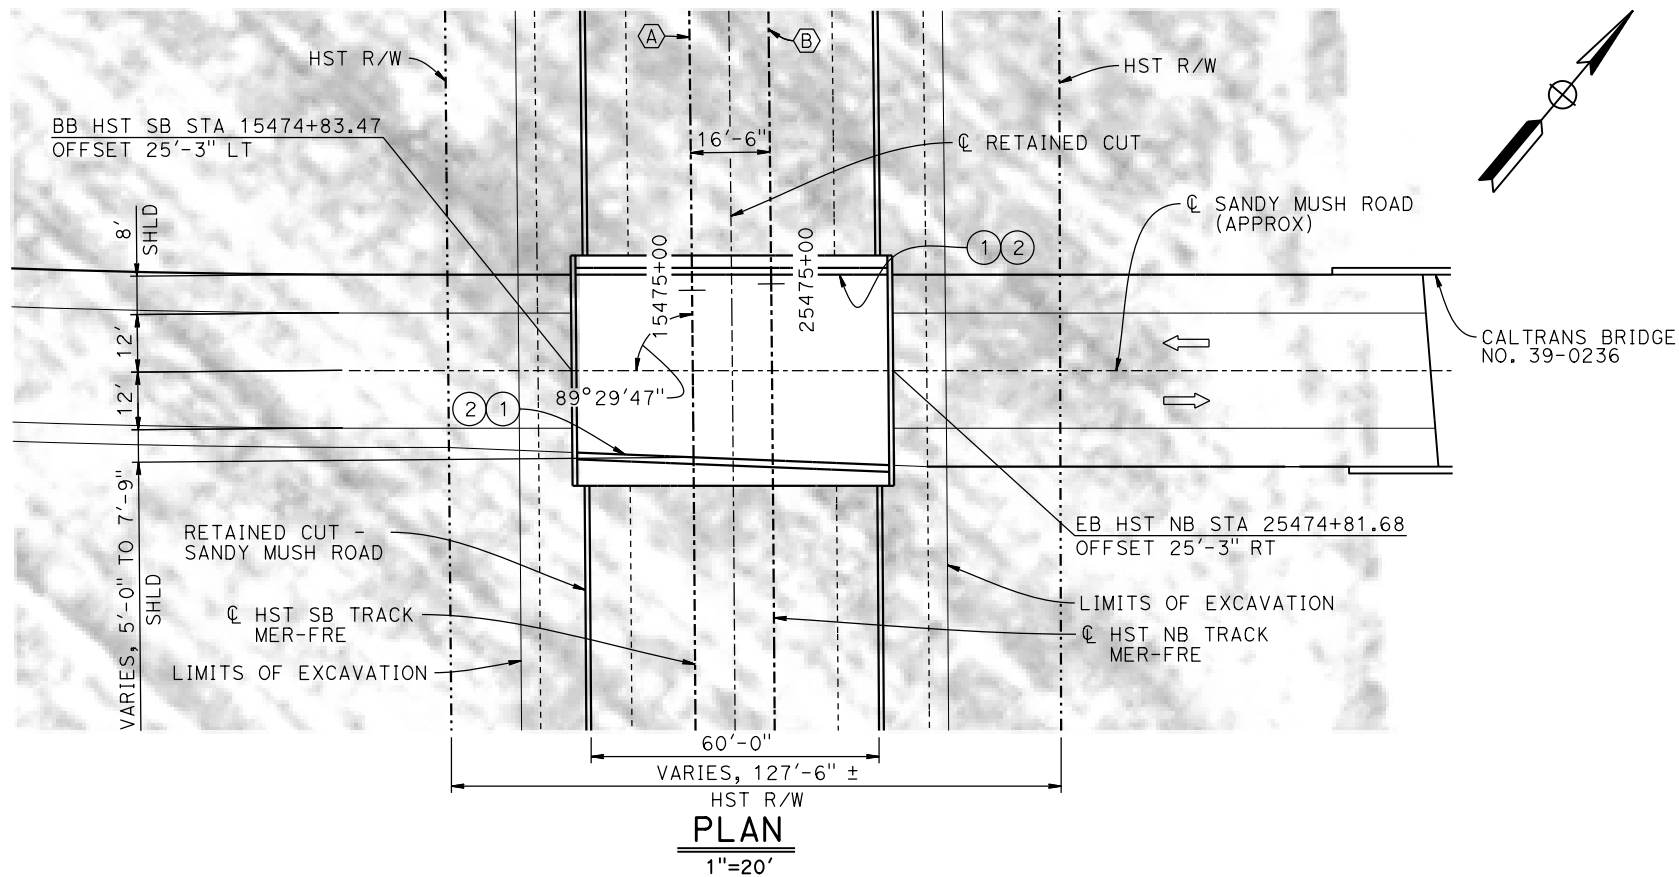 A
B
HST R/W
HST R/W
BB HST SB STA 15474+83.47
OFFSET 25'-3" LT
16'-6"
℄ RETAINED CUT
℄ SANDY MUSH ROAD
(APPROX)
8'
SHLD
15475+00
25475+00
1 2
12'
12'
CALTRANS BRIDGE
NO. 39-0236
89°29'47"
2 1
VARIES, 5'-0" TO 7'-9"
SHLD
RETAINED CUT -
SANDY MUSH ROAD
EB HST NB STA 25474+81.68
OFFSET 25'-3" RT
℄ HST SB TRACK
MER-FRE
LIMITS OF EXCAVATION
℄ HST NB TRACK
MER-FRE
LIMITS OF EXCAVATION
60'-0"
VARIES, 127'-6" ±
HST R/W
PLAN
1"=20'